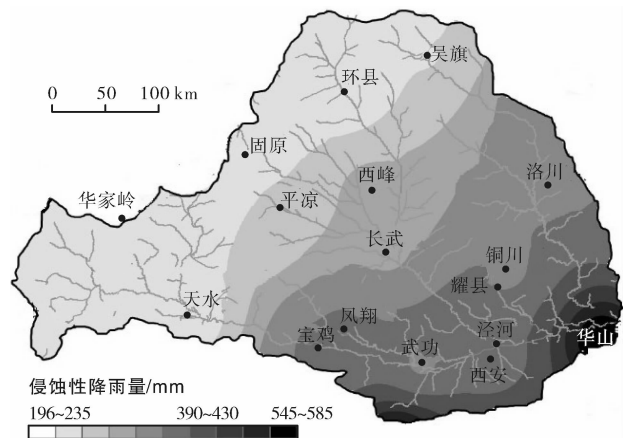 吴旗
环县
0 50 100 km
固原
西峰
洛川
华家岭
平凉
长武
铜川
耀县
天水
凤翔
宝鸡
泾河
华山
武功
西安
侵蚀性降雨量/mm
196~235 390~430 545~585